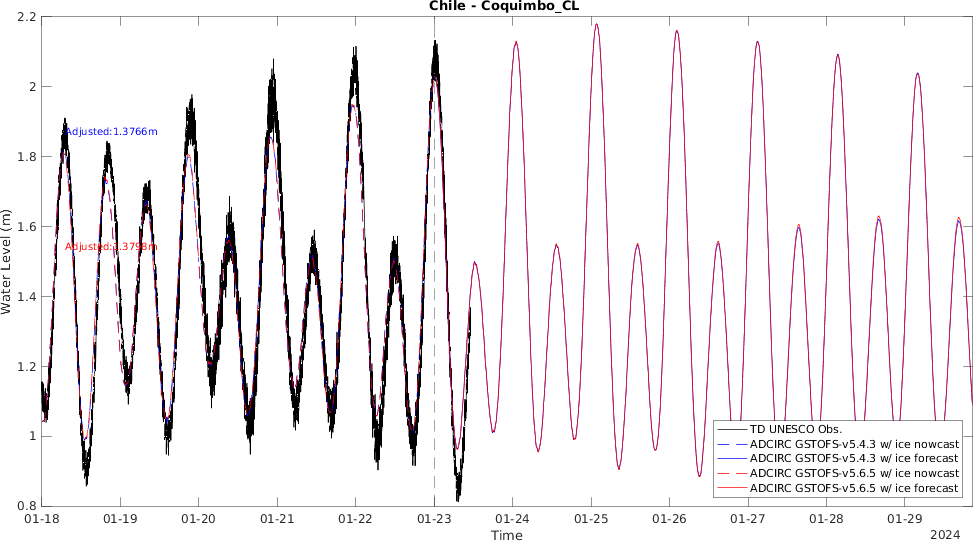 Chile - Coquimbo_CL
2.2
2
1.8
1.6
1.4
1.2
1
0.8
Water Level (m)
Adjusted:1.3766m
Adjusted:1.3798m
TD UNESCO Obs.
ADCIRC GSTOFS-v5.4.3 w/ ice nowcast
ADCIRC GSTOFS-v5.4.3 w/ ice forecast
ADCIRC GSTOFS-v5.6.5 w/ ice nowcast
ADCIRC GSTOFS-v5.6.5 w/ ice forecast
01-18 01-19 01-20 01-21 01-22 01-23 01-24 01-25 01-26 01-27 01-28 01-29
Time
2024